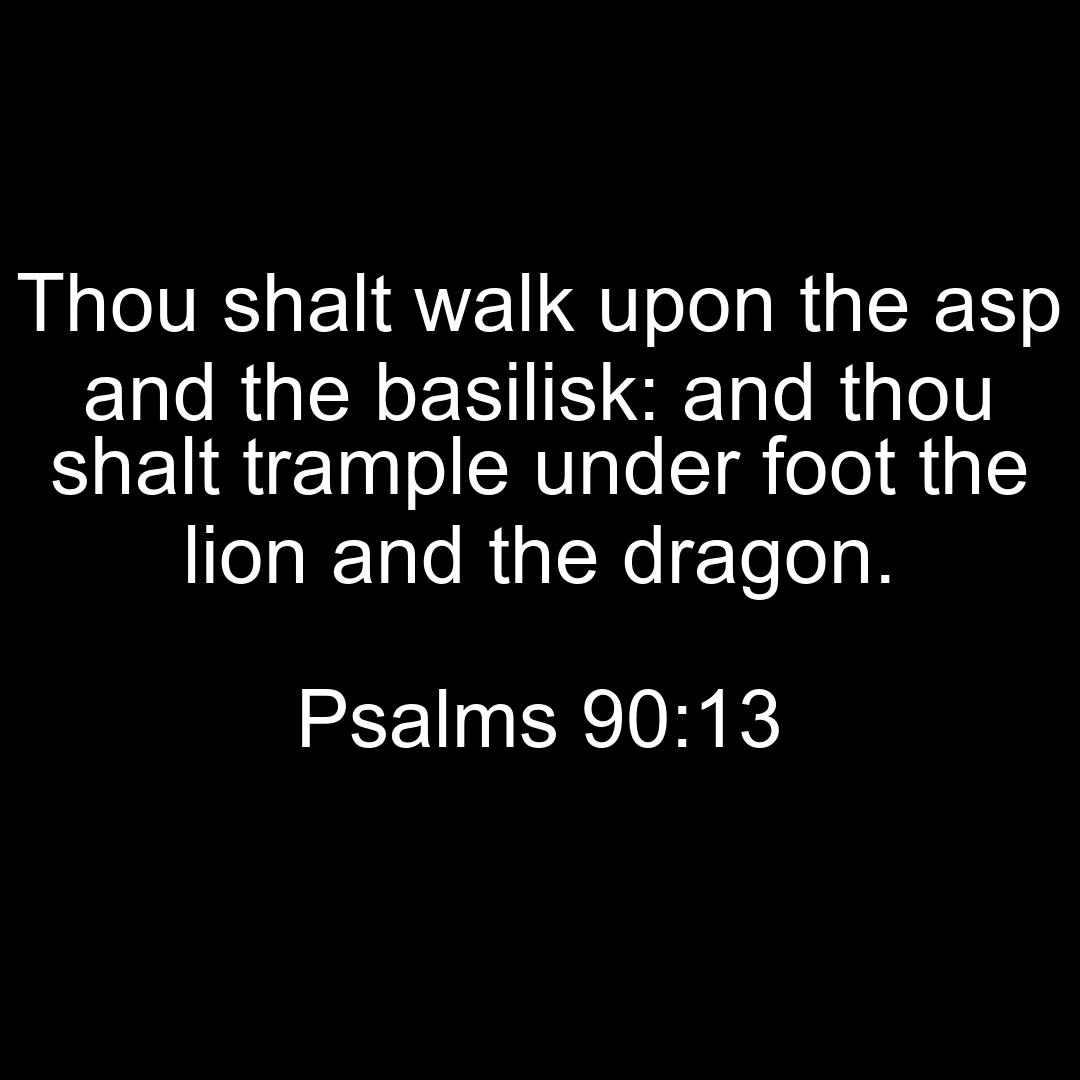 Thou shalt walk upon the asp
and the basilisk: and thou
shalt trample under foot the
lion and the dragon.
Psalms 90:13